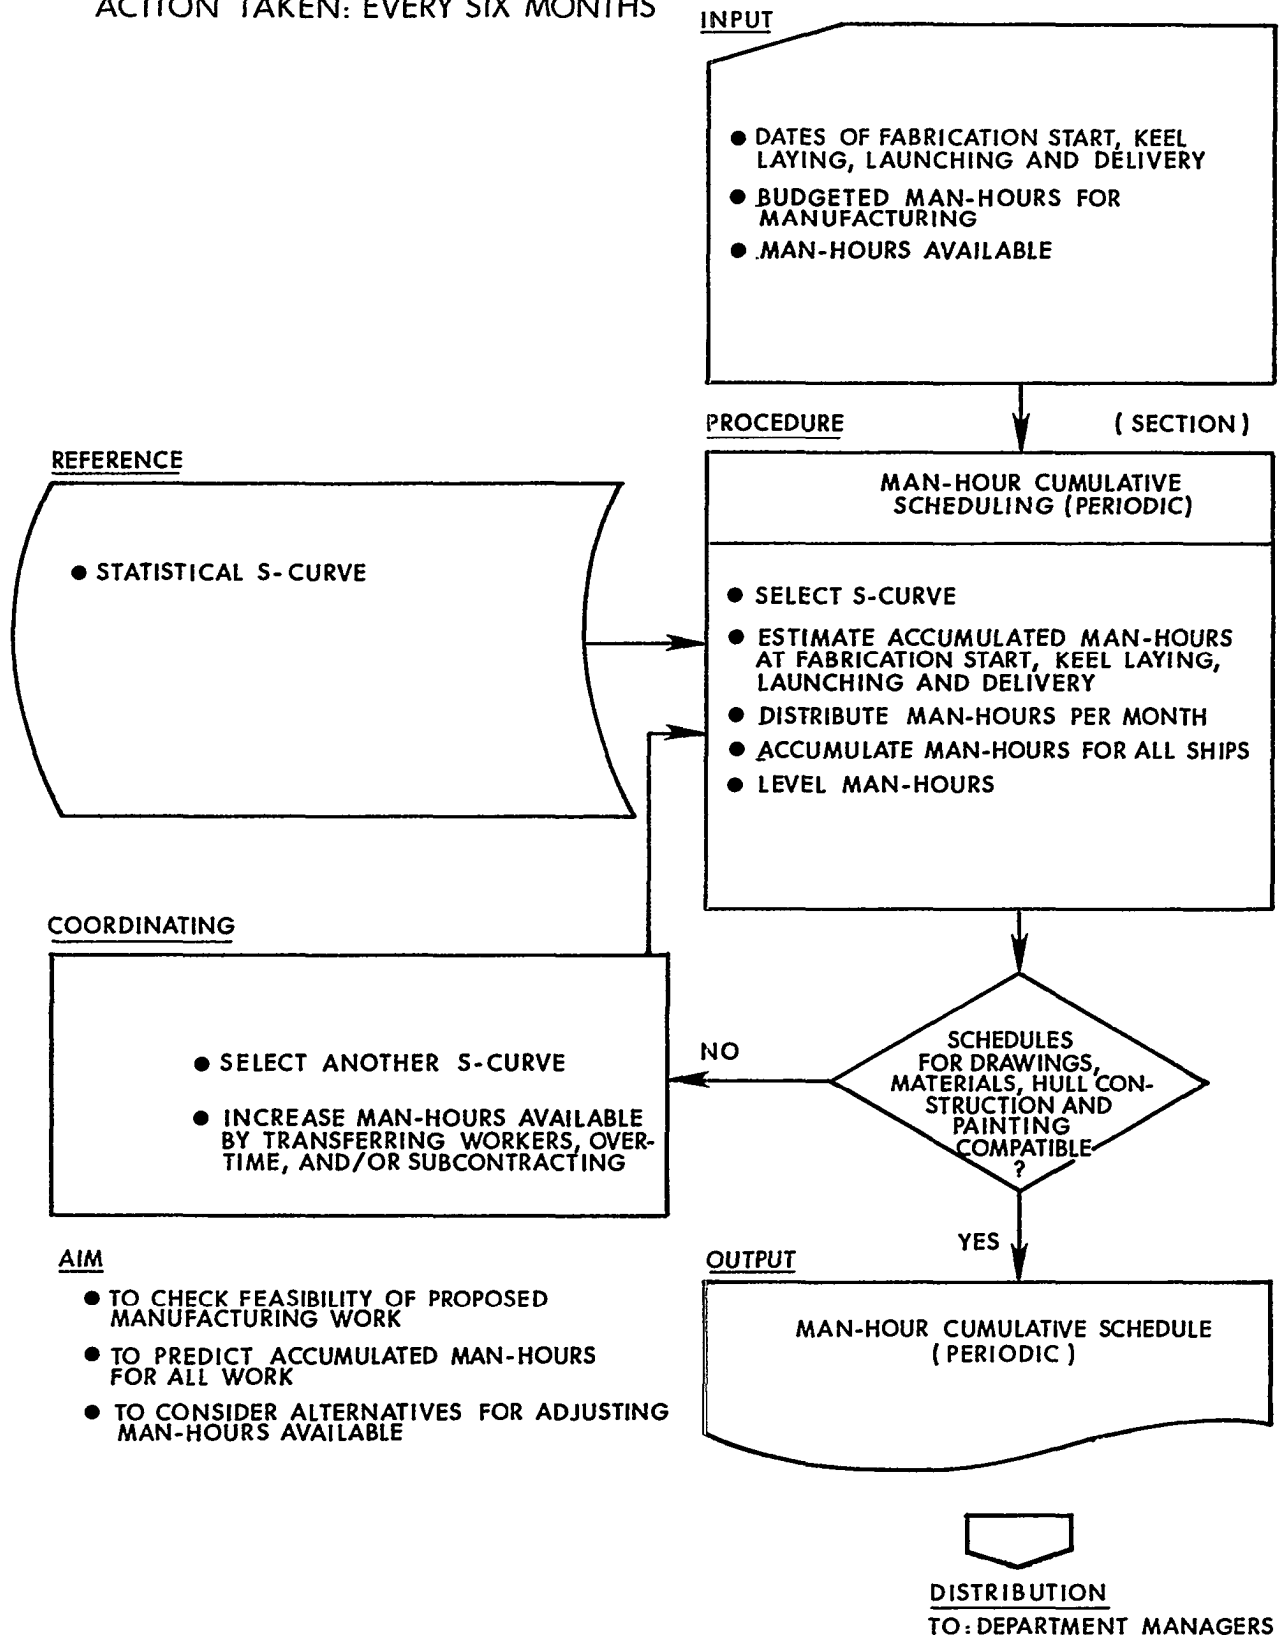 ACTION TAKEN: EVERY SIX MONTHS
INPUT
● DATES OF FABRICATION START, KEEL
LAYING, LAUNCHING AND DELIVERY
● BUDGETED MAN-HOURS FOR
MANUFACTURING
● MAN-HOURS AVAILABLE
PROCEDURE (SECTION)
MAN-HOUR CUMULATIVE
SCHEDULING (PERIODIC)
● SELECT S-CURVE
● ESTIMATE ACCUMULATED MAN-HOURS
AT FABRICATION START, KEEL LAYING,
LAUNCHING AND DELIVERY
● DISTRIBUTE MAN-HOURS PER MONTH
● ACCUMULATE MAN-HOURS FOR ALL SHIPS
● LEVEL MAN-HOURS
REFERENCE
● STATISTICAL S-CURVE
COORDINATING
● SELECT ANOTHER S-CURVE
● INCREASE MAN-HOURS AVAILABLE
BY TRANSFERRING WORKERS, OVER-
TIME, AND/OR SUBCONTRACTING
NO
SCHEDULES
FOR DRAWINGS,
MATERIALS, HULL CON-
STRUCTION AND
PAINTING
COMPATIBLE
?
YES
AIM
● TO CHECK FEASIBILITY OF PROPOSED
MANUFACTURING WORK
● TO PREDICT ACCUMULATED MAN-HOURS
FOR ALL WORK
● TO CONSIDER ALTERNATIVES FOR ADJUSTING
MAN-HOURS AVAILABLE
OUTPUT
MAN-HOUR CUMULATIVE SCHEDULE
(PERIODIC)
DISTRIBUTION
TO: DEPARTMENT MANAGERS